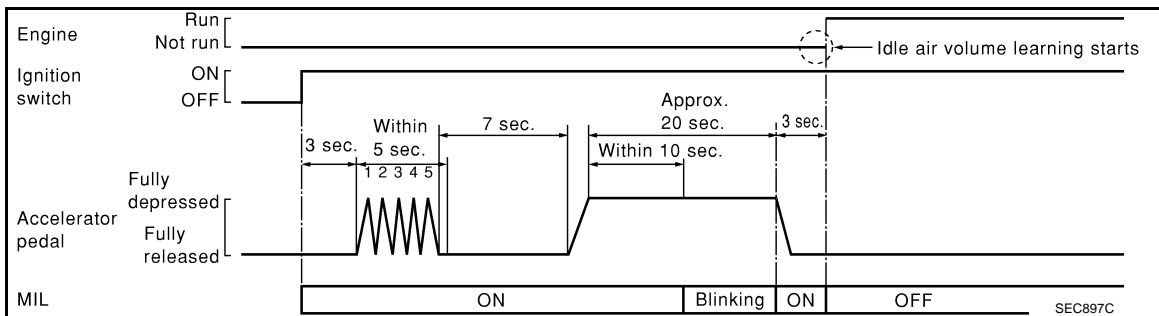 Run
Engine
Not run
Idle air volume learning starts
Ignition
switch
ON
OFF
Approx.
20 sec.
Within
5 sec.
7 sec.
3 sec.
3 sec.
Within 10 sec.
1 2 3 4 5
Fully
depressed
Accelerator
pedal
Fully
released
MIL
ON
Blinking
ON
OFF
SEC897C